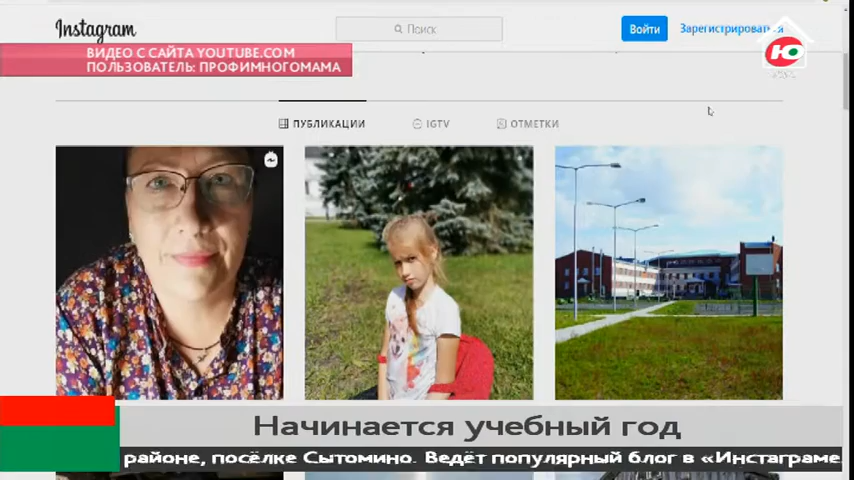 Instagram
Поиск
Войти
Зарегистрироваться
ВИДЕО С САЙТА YOUTUBE.COM
ПОЛЬЗОВАТЕЛЬ: ПРОФИМНОГОМАМА
Ю
ПУБЛИКАЦИИ
IGTV
ОТМЕТКИ
Начинается учебный год
районе, посёлке Сытомино. Ведёт популярный блог в «Инстаграме